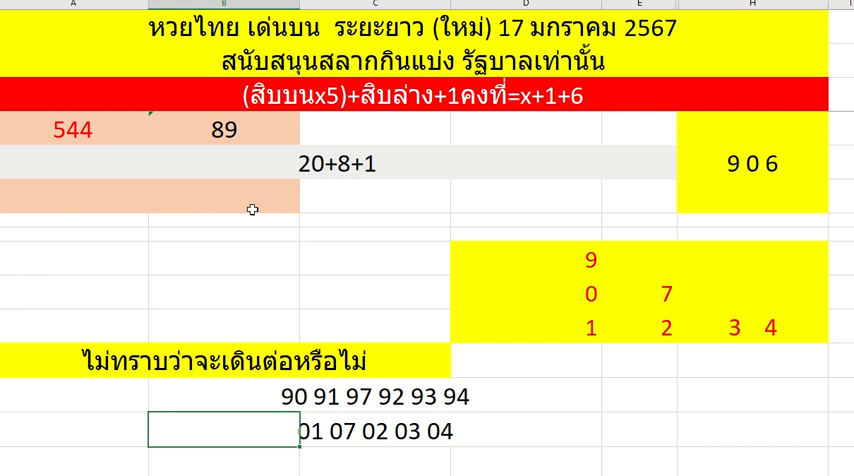 A B C D E H
หวยไทย เด่นบน ระยะยาว (ใหม่) 17 มกราคม 2567
สนับสนุนสลากกินแบ่ง รัฐบาลเท่านั้น
(สิบบนx5)+สิบล่าง+1คงที่=x+1+6
544 89
20+8+1 9 0 6
9
0 7
1 2 3 4
ไม่ทราบว่าจะเดินต่อหรือไม่
90 91 97 92 93 94
01 07 02 03 04